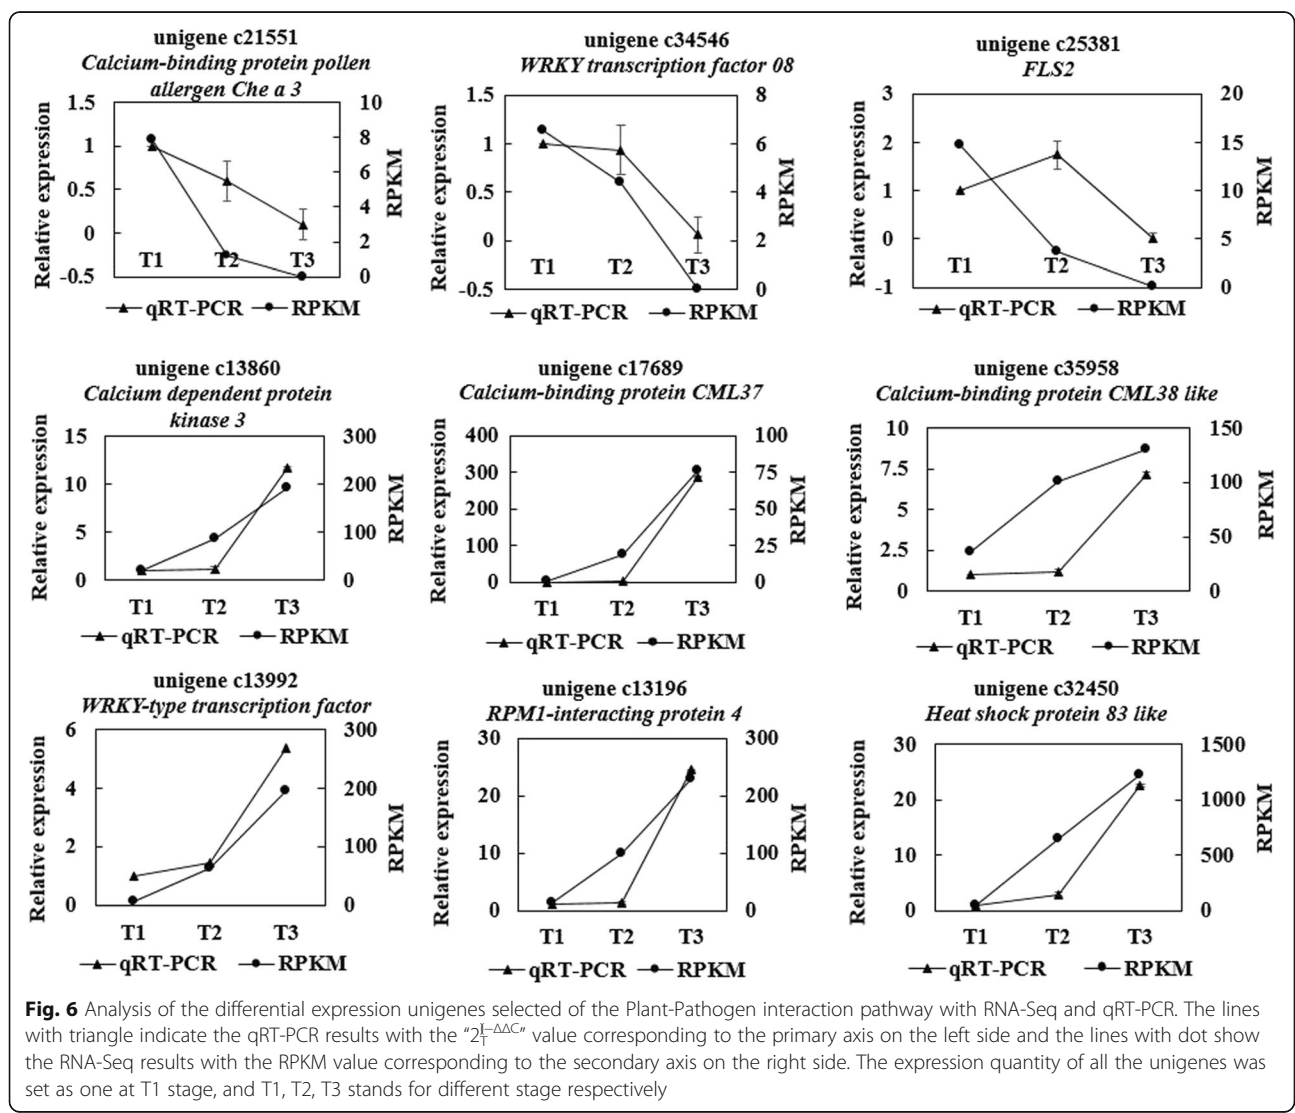 unigene c21551
Calcium-binding protein pollen
allergen Che a 3
1.5
1
0.5
0
-0.5
10
8
6
4
2
0
Relative expression
RPKM
T1 T2 T3
qRT-PCR RPKM
unigene c34546
WRKY transcription factor 08
1.5
1
0.5
0
-0.5
8
6
4
2
0
Relative expression
RPKM
T1 T2 T3
qRT-PCR RPKM
unigene c25381
FLS2
3
2
1
0
-1
20
15
10
5
0
Relative expression
RPKM
T1 T2 T3
qRT-PCR RPKM
unigene c13860
Calcium dependent protein
kinase 3
15
10
5
0
300
200
100
0
Relative expression
RPKM
T1 T2 T3
qRT-PCR RPKM
unigene c17689
Calcium-binding protein CML37
400
300
200
100
0
100
75
50
25
0
Relative expression
RPKM
T1 T2 T3
qRT-PCR RPKM
unigene c35958
Calcium-binding protein CML38 like
10
7.5
5
2.5
0
150
100
50
0
Relative expression
RPKM
T1 T2 T3
qRT-PCR RPKM
unigene c13992
WRKY-type transcription factor
6
4
2
0
300
200
100
0
Relative expression
RPKM
T1 T2 T3
qRT-PCR RPKM
unigene c13196
RPM1-interacting protein 4
30
20
10
0
300
200
100
0
Relative expression
RPKM
T1 T2 T3
qRT-PCR RPKM
unigene c32450
Heat shock protein 83 like
30
20
10
0
1500
1000
500
0
Relative expression
RPKM
T1 T2 T3
qRT-PCR RPKM
Fig. 6 Analysis of the differential expression unigenes selected of the Plant-Pathogen interaction pathway with RNA-Seq and qRT-PCR. The lines
with triangle indicate the qRT-PCR results with the “2T–ΔΔC” value corresponding to the primary axis on the left side and the lines with dot show
the RNA-Seq results with the RPKM value corresponding to the secondary axis on the right side. The expression quantity of all the unigenes was
set as one at T1 stage, and T1, T2, T3 stands for different stage respectively